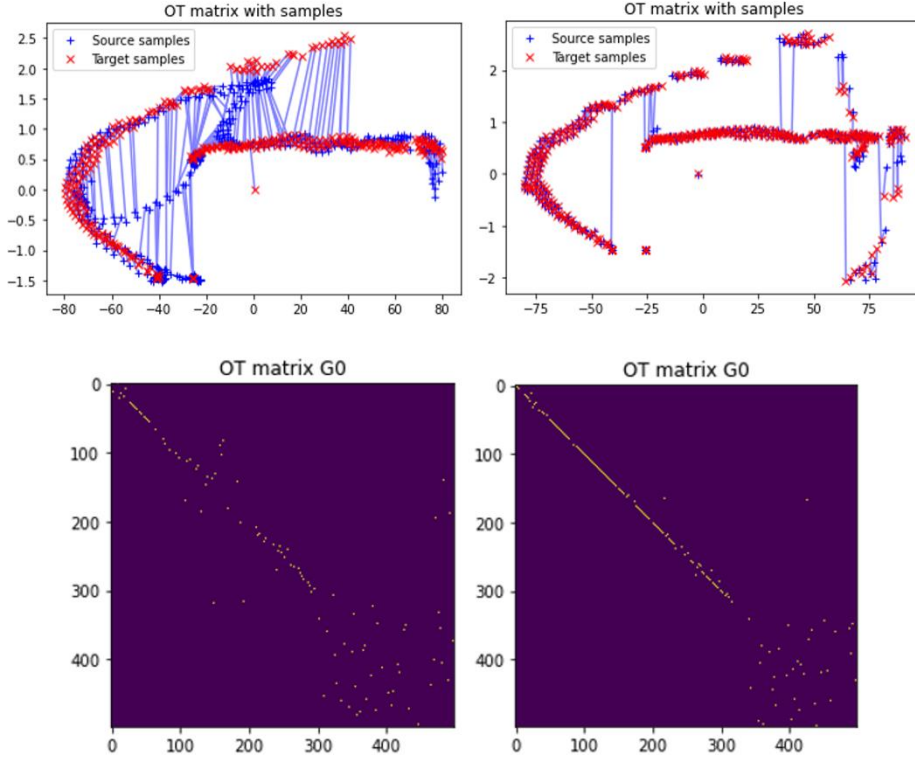 OT matrix with samples
2.5
2.0
1.5
1.0
0.5
0.0
−0.5
−1.0
−1.5
+ Source samples
× Target samples
−80 −60 −40 −20 0 20 40 60 80
OT matrix with samples
2
1
0
−1
−2
+ Source samples
× Target samples
−75 −50 −25 0 25 50 75
OT matrix G0
0
100
200
300
400
0 100 200 300 400
OT matrix G0
0
100
200
300
400
0 100 200 300 400